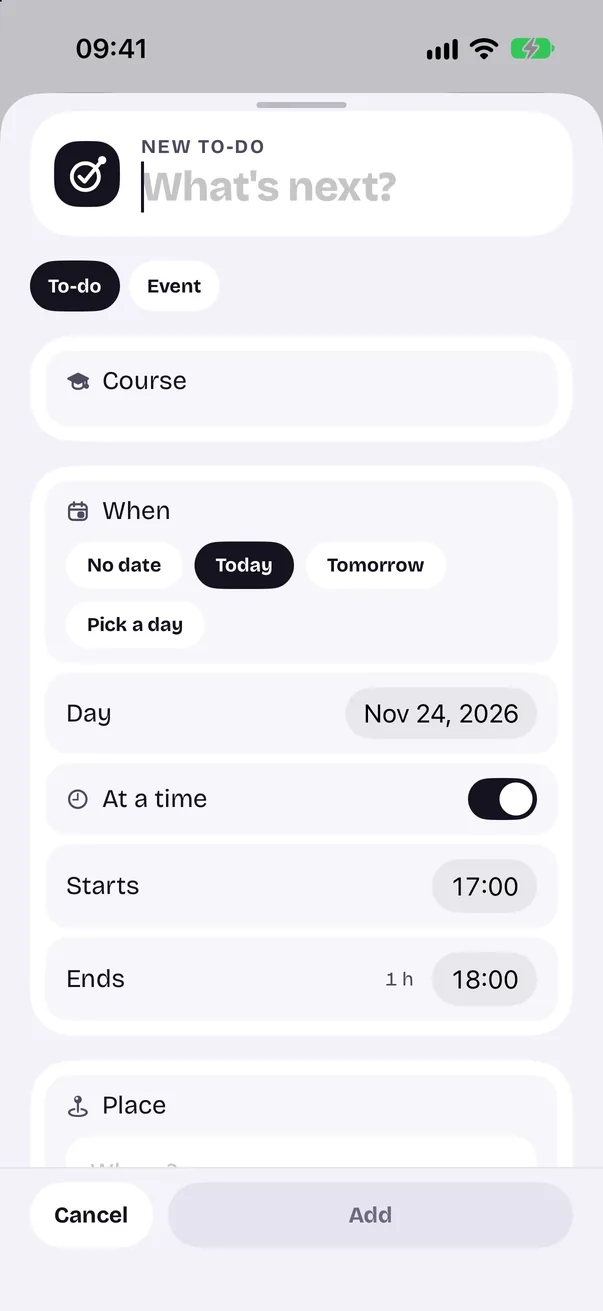 09:41
NEW TO-DO
What's next?
To-do Event
Course
When
No date Today Tomorrow
Pick a day
Day Nov 24, 2026
At a time
Starts 17:00
Ends 1 h 18:00
Place
Cancel Add